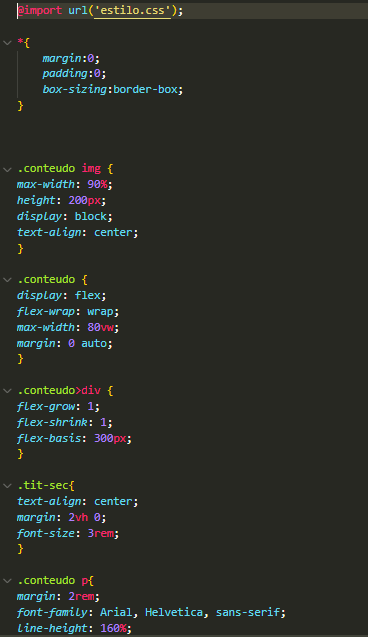 @import url('estilo.css');
*{
margin:0;
padding:0;
box-sizing:border-box;
}
.conteudo img {
max-width: 90%;
height: 200px;
display: block;
text-align: center;
}
.conteudo {
display: flex;
flex-wrap: wrap;
max-width: 80vw;
margin: 0 auto;
}
.conteudo>div {
flex-grow: 1;
flex-shrink: 1;
flex-basis: 300px;
}
.tit-sec{
text-align: center;
margin: 2vh 0;
font-size: 3rem;
}
.conteudo p{
margin: 2rem;
font-family: Arial, Helvetica, sans-serif;
line-height: 160%;